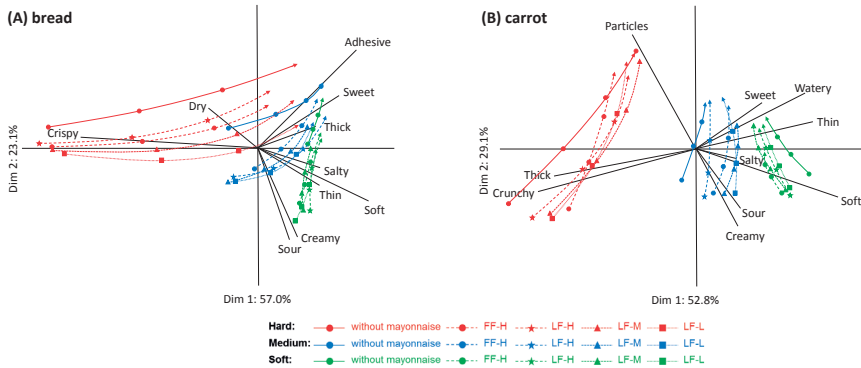 (A) bread
(B) carrot
Adhesive
Particles
Dry
Sweet
Sweet
Watery
Crispy
Thick
Thin
Dim 2: 23.1%
Dim 2: 29.1%
Salty
Thin
Soft
Thick
Crunchy
Salty
Soft
Sour
Creamy
Sour
Creamy
Dim 1: 57.0%
Dim 1: 52.8%
Hard: without mayonnaise FF-H LF-H LF-M LF-L
Medium: without mayonnaise FF-H LF-H LF-M LF-L
Soft: without mayonnaise FF-H LF-H LF-M LF-L